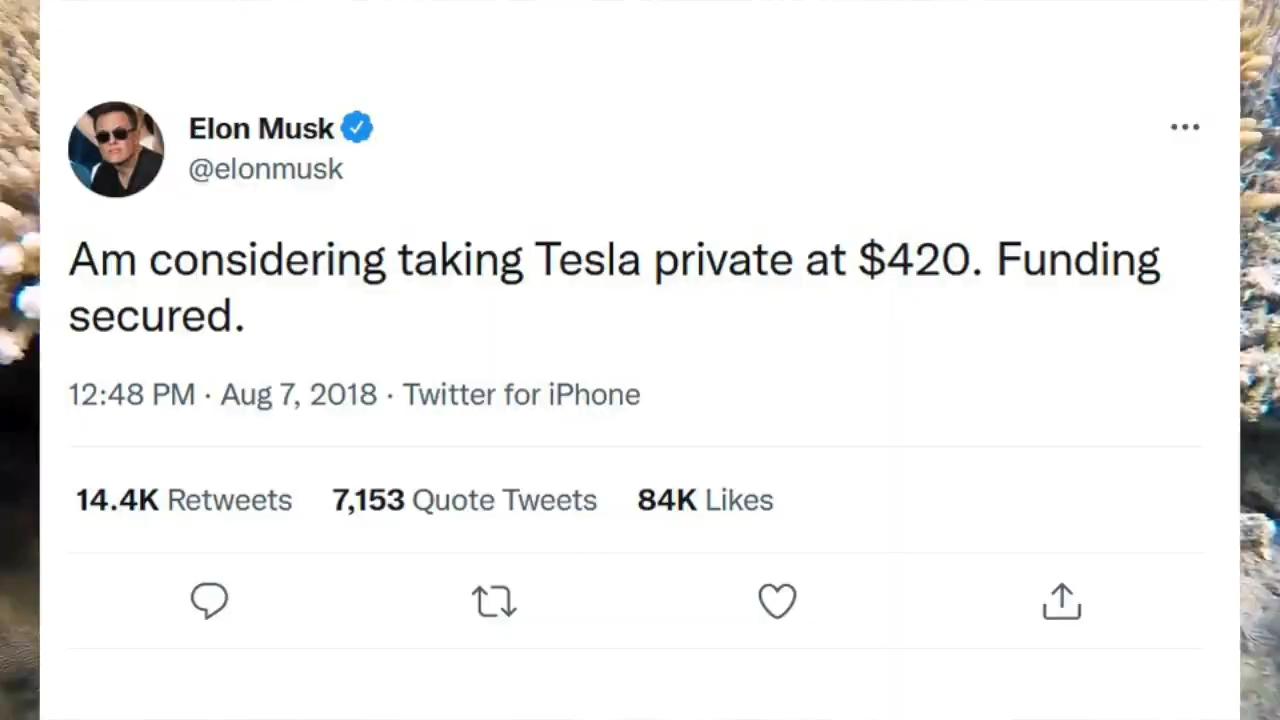 Elon Musk
@elonmusk
Am considering taking Tesla private at $420. Funding
secured.
12:48 PM · Aug 7, 2018 · Twitter for iPhone
14.4K Retweets 7,153 Quote Tweets 84K Likes